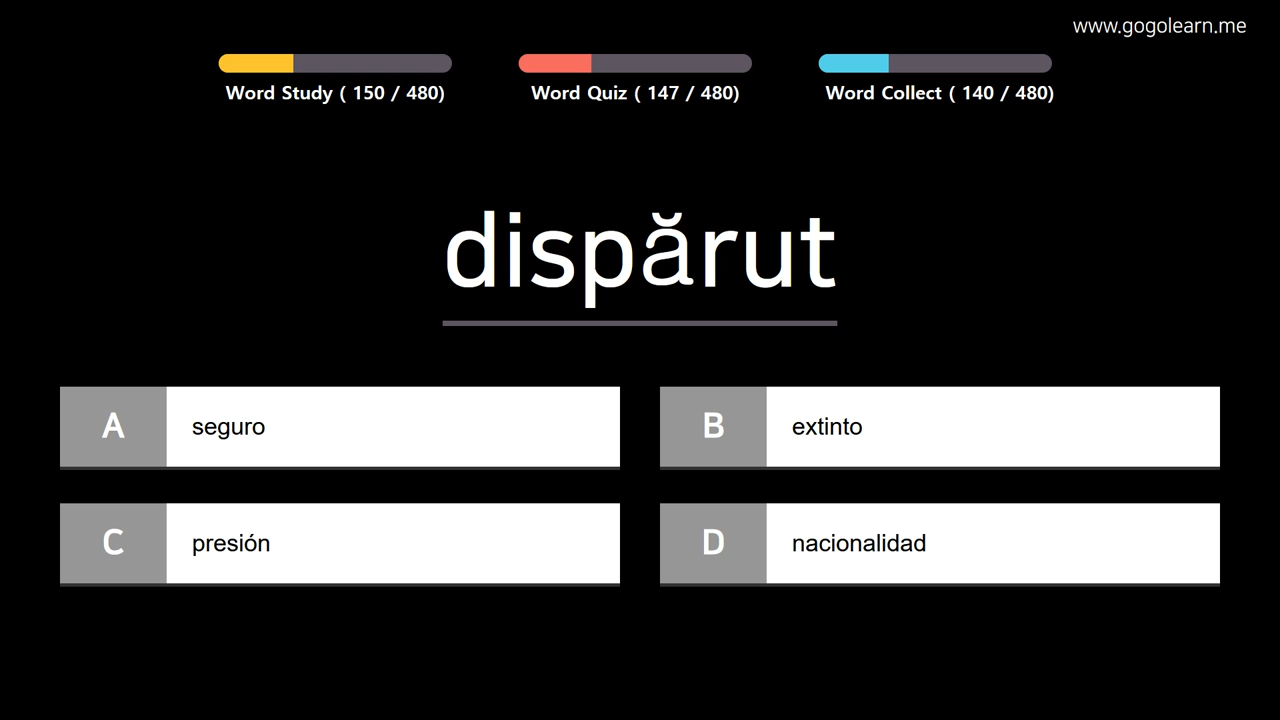 www.gogolearn.me
Word Study ( 150 / 480)
Word Quiz ( 147 / 480)
Word Collect ( 140 / 480)
dispărut
A seguro
B extinto
C presión
D nacionalidad